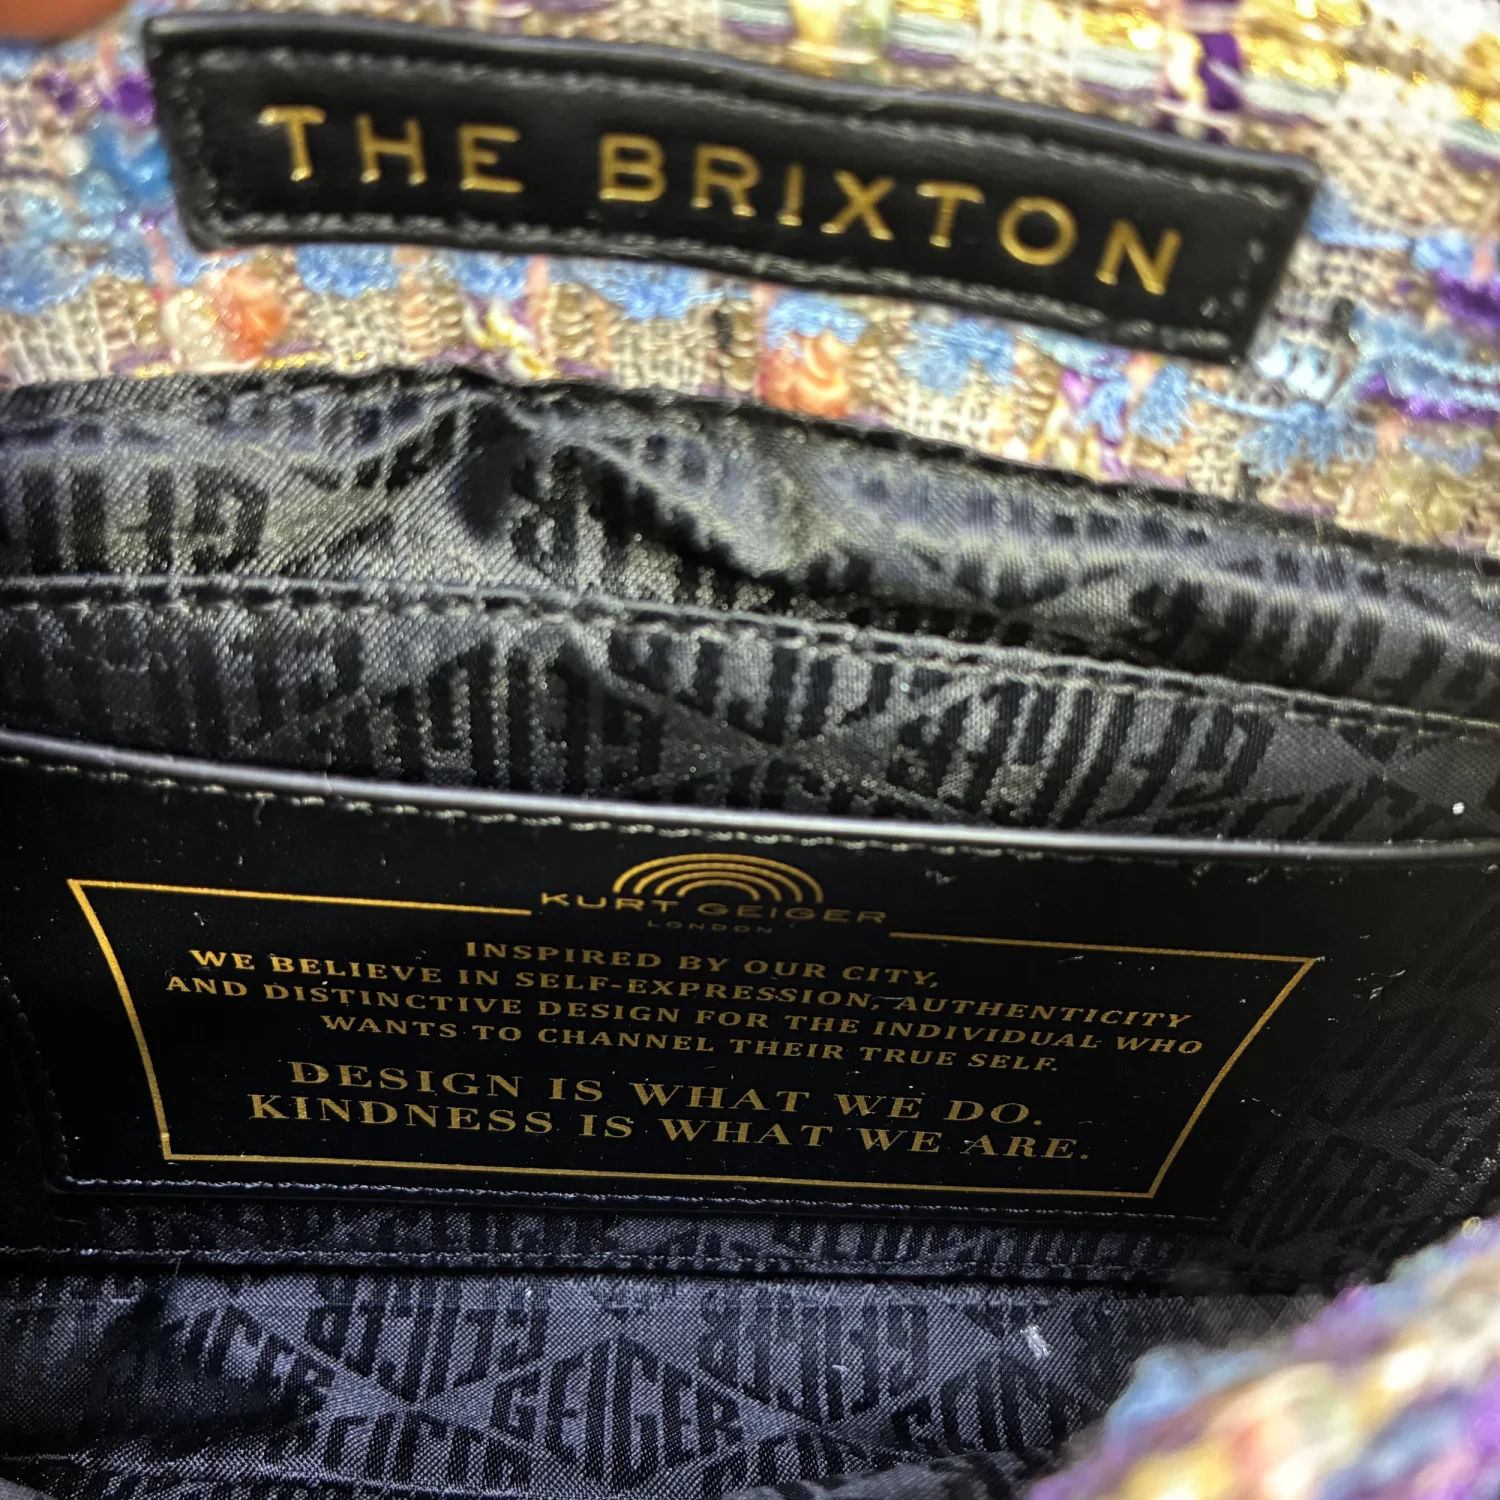 THE BRIXTON
KURT GEIGER
LONDON
INSPIRED BY OUR CITY,
WE BELIEVE IN SELF-EXPRESSION, AUTHENTICITY
AND DISTINCTIVE DESIGN FOR THE INDIVIDUAL WHO
WANTS TO CHANNEL THEIR TRUE SELF.
DESIGN IS WHAT WE DO.
KINDNESS IS WHAT WE ARE.
GEIGER